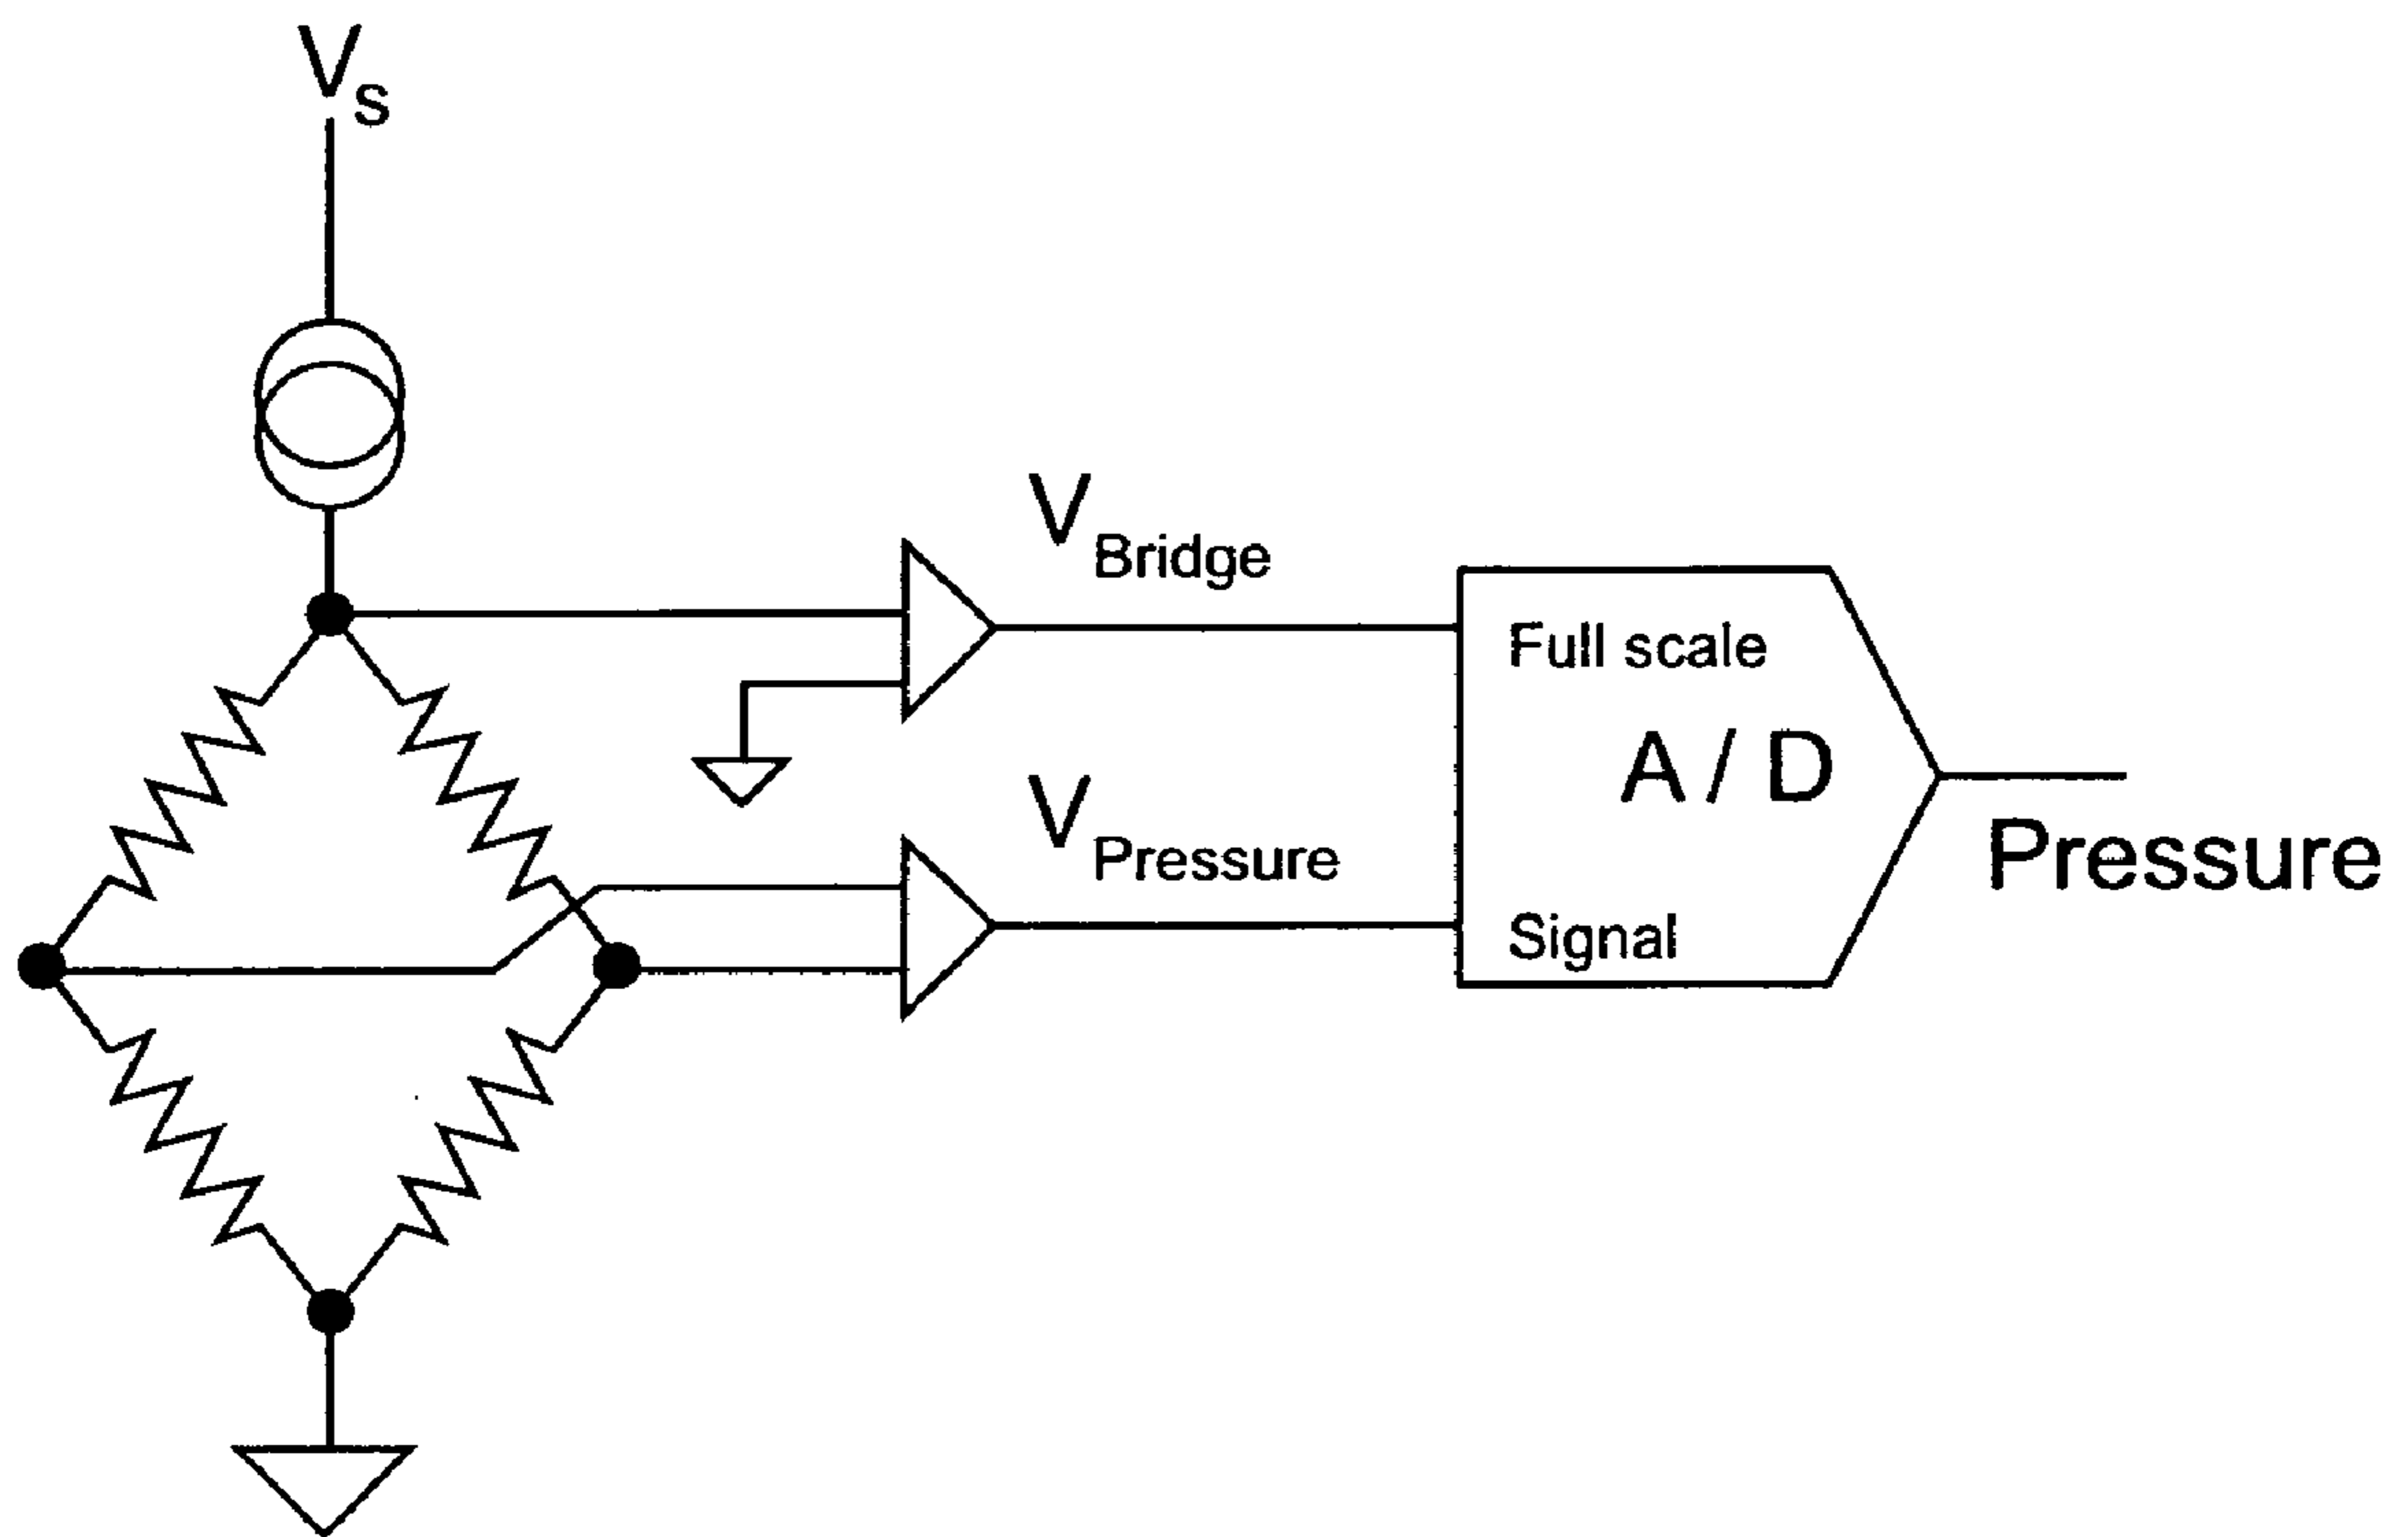 VS
VBridge
Full scale
A / D
VPressure
Pressure
Signal